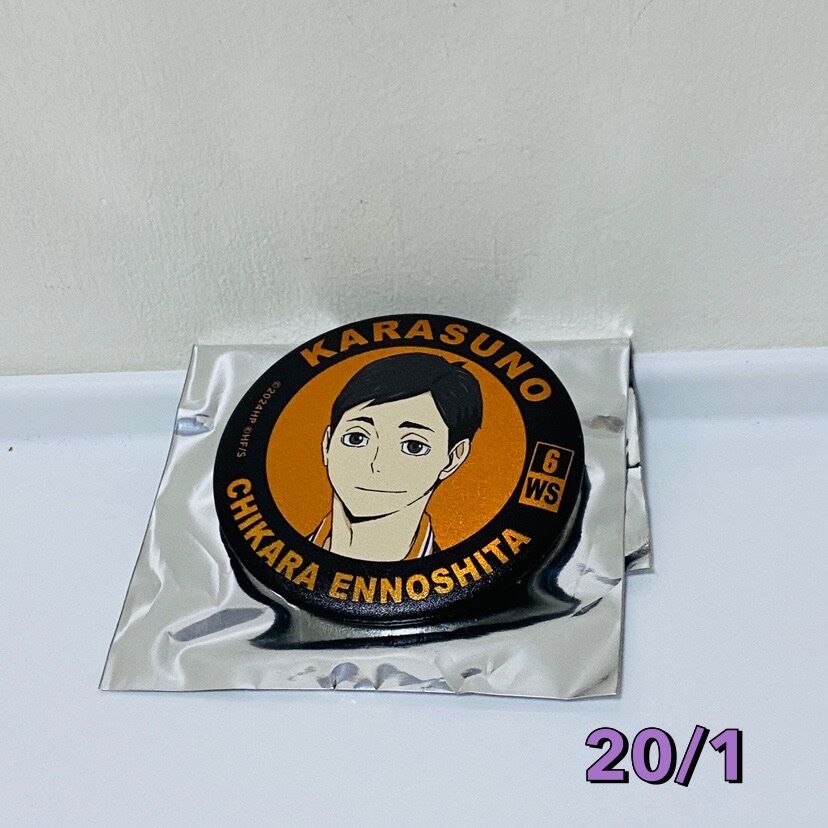 KARASUNO
©2024HP ©HF/S
6
WS
CHIKARA ENNOSHITA
20/1